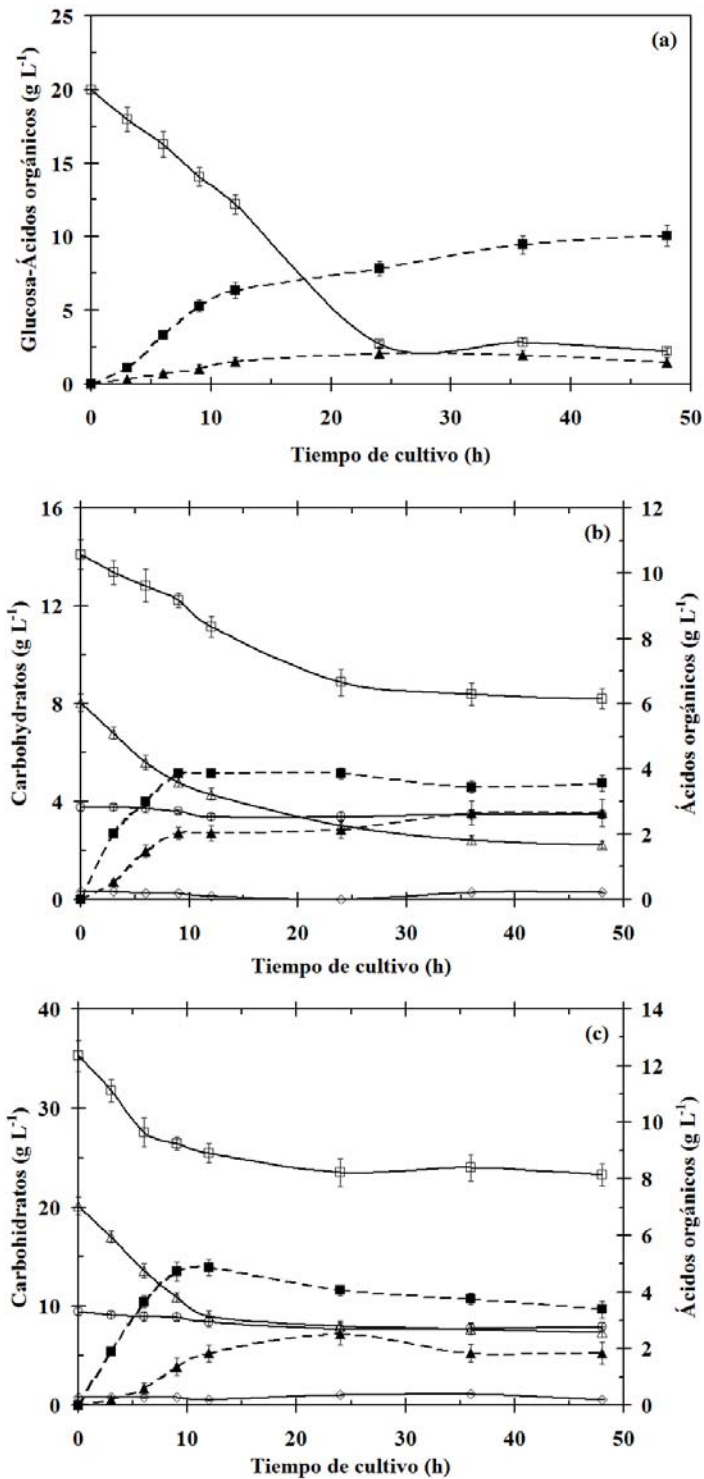 (a)
25
20
15
10
5
0
Glucosa-Ácidos orgánicos (g L⁻¹)
0 10 20 30 40 50
Tiempo de cultivo (h)
(b)
16
12
8
4
0
Carbohydratos (g L⁻¹)
12
10
8
6
4
2
0
Ácidos orgánicos (g L⁻¹)
0 10 20 30 40 50
Tiempo de cultivo (h)
(c)
40
30
20
10
0
Carbohidratos (g L⁻¹)
14
12
10
8
6
4
2
0
Ácidos orgánicos (g L⁻¹)
0 10 20 30 40 50
Tiempo de cultivo (h)